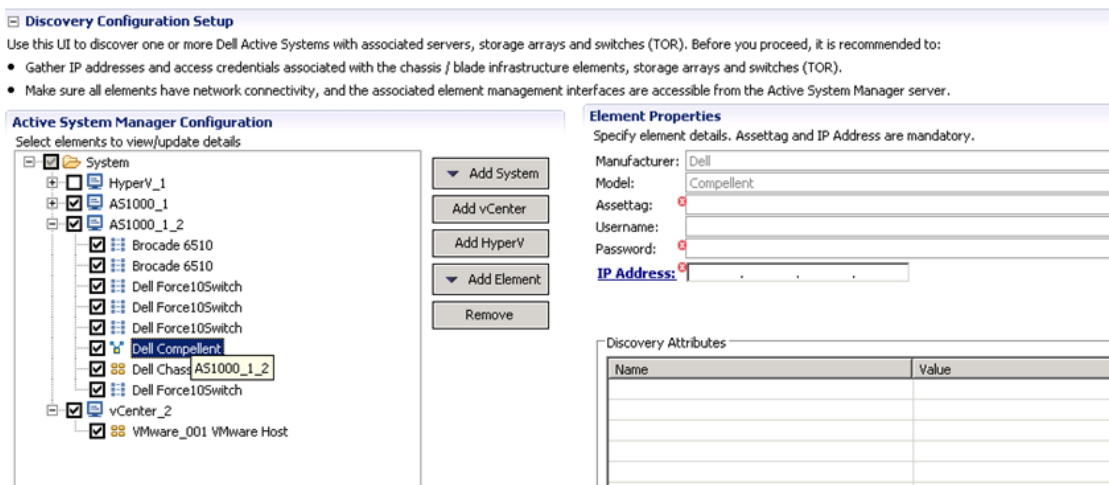 Discovery Configuration Setup
Use this UI to discover one or more Dell Active Systems with associated servers, storage arrays and switches (TOR). Before you proceed, it is recommended to:
• Gather IP addresses and access credentials associated with the chassis / blade infrastructure elements, storage arrays and switches (TOR).
• Make sure all elements have network connectivity, and the associated element management interfaces are accessible from the Active System Manager server.
Active System Manager Configuration
Select elements to view/update details
System
HyperV_1
AS1000_1
AS1000_1_2
Brocade 6510
Brocade 6510
Dell Force10Switch
Dell Force10Switch
Dell Force10Switch
Dell Compellent
Dell Chass
AS1000_1_2
Dell Force10Switch
vCenter_2
VMware_001 VMware Host
Add System
Add vCenter
Add HyperV
Add Element
Remove
Element Properties
Specify element details. Assettag and IP Address are mandatory.
Manufacturer: Dell
Model: Compellent
Assettag:
Username:
Password:
IP Address: . . .
Discovery Attributes
Name Value